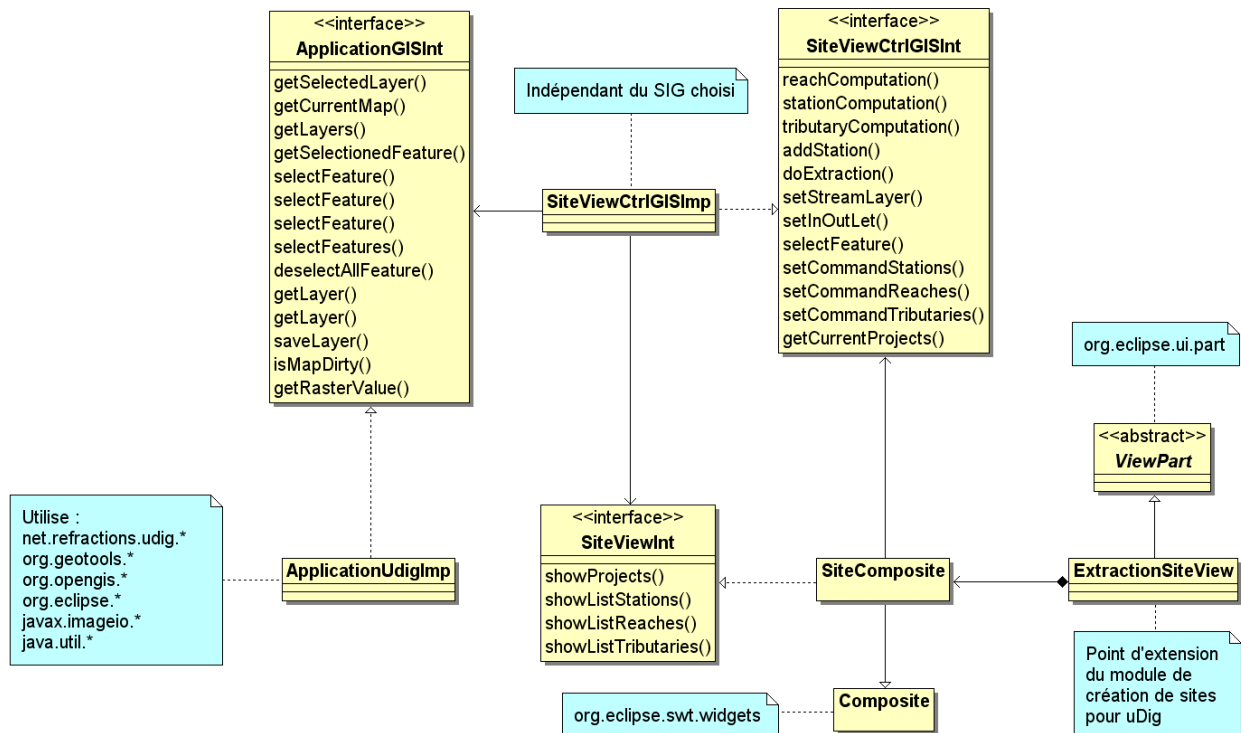 <<interface>>
ApplicationGISInt
getSelectedLayer()
getCurrentMap()
getLayers()
getSelectionedFeature()
selectFeature()
selectFeature()
selectFeature()
selectFeatures()
deselectAllFeature()
getLayer()
getLayer()
saveLayer()
isMapDirty()
getRasterValue()
Indépendant du SIG choisi
SiteViewCtrlGISImp
<<interface>>
SiteViewCtrlGISInt
reachComputation()
stationComputation()
tributaryComputation()
addStation()
doExtraction()
setStreamLayer()
setInOutLet()
selectFeature()
setCommandStations()
setCommandReaches()
setCommandTributaries()
getCurrentProjects()
org.eclipse.ui.part
<<abstract>>
ViewPart
Utilise :
net.refractions.udig.*
org.geotools.*
org.opengis.*
org.eclipse.*
javax.imageio.*
java.util.*
ApplicationUdigImp
<<interface>>
SiteViewInt
showProjects()
showListStations()
showListReaches()
showListTributaries()
SiteComposite
ExtractionSiteView
org.eclipse.swt.widgets
Composite
Point d'extension
du module de
création de sites
pour uDig